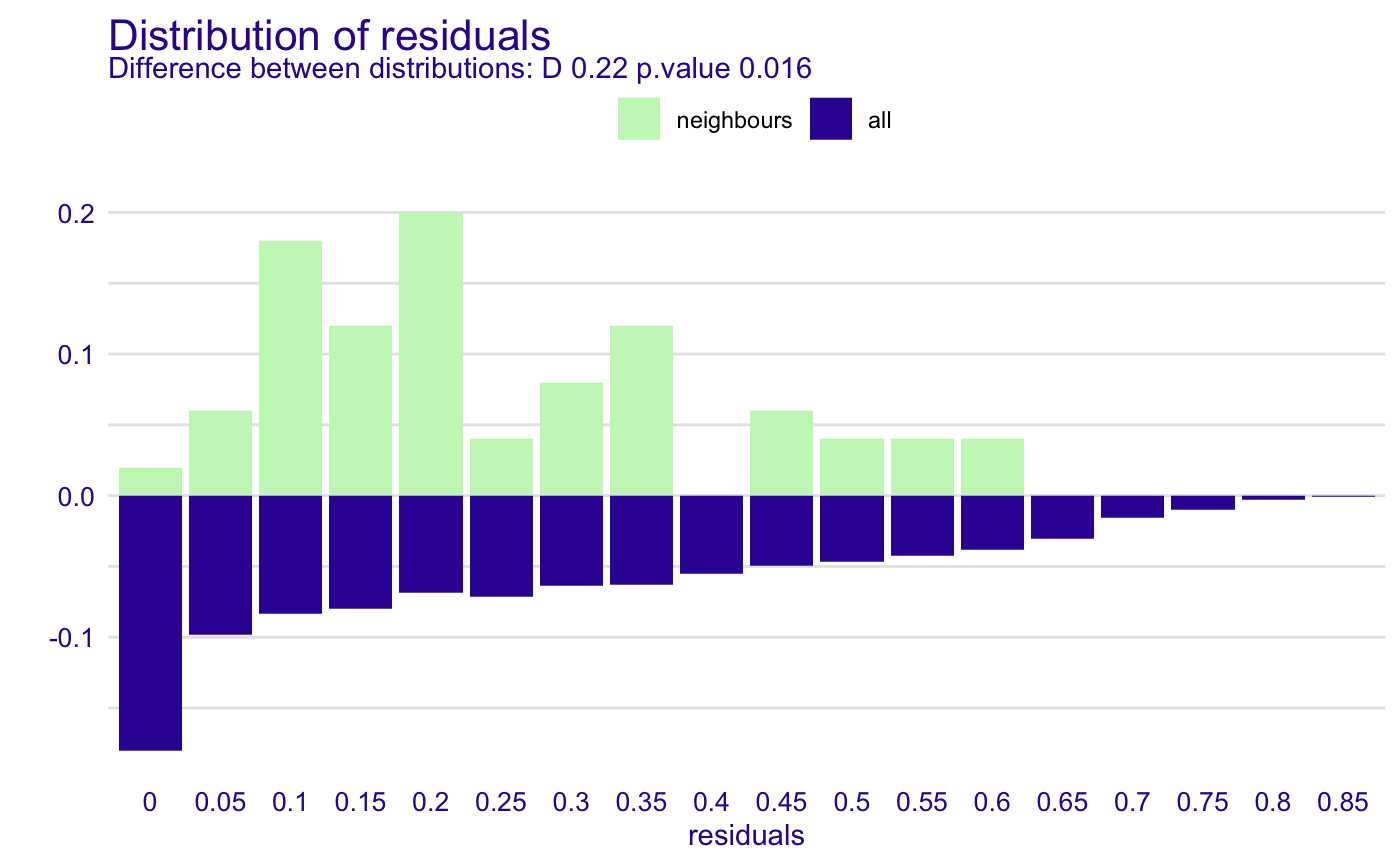 Distribution of residuals
Difference between distributions: D 0.22 p.value 0.016
neighbours all
0.2
0.1
0.0
-0.1
0 0.05 0.1 0.15 0.2 0.25 0.3 0.35 0.4 0.45 0.5 0.55 0.6 0.65 0.7 0.75 0.8 0.85
residuals